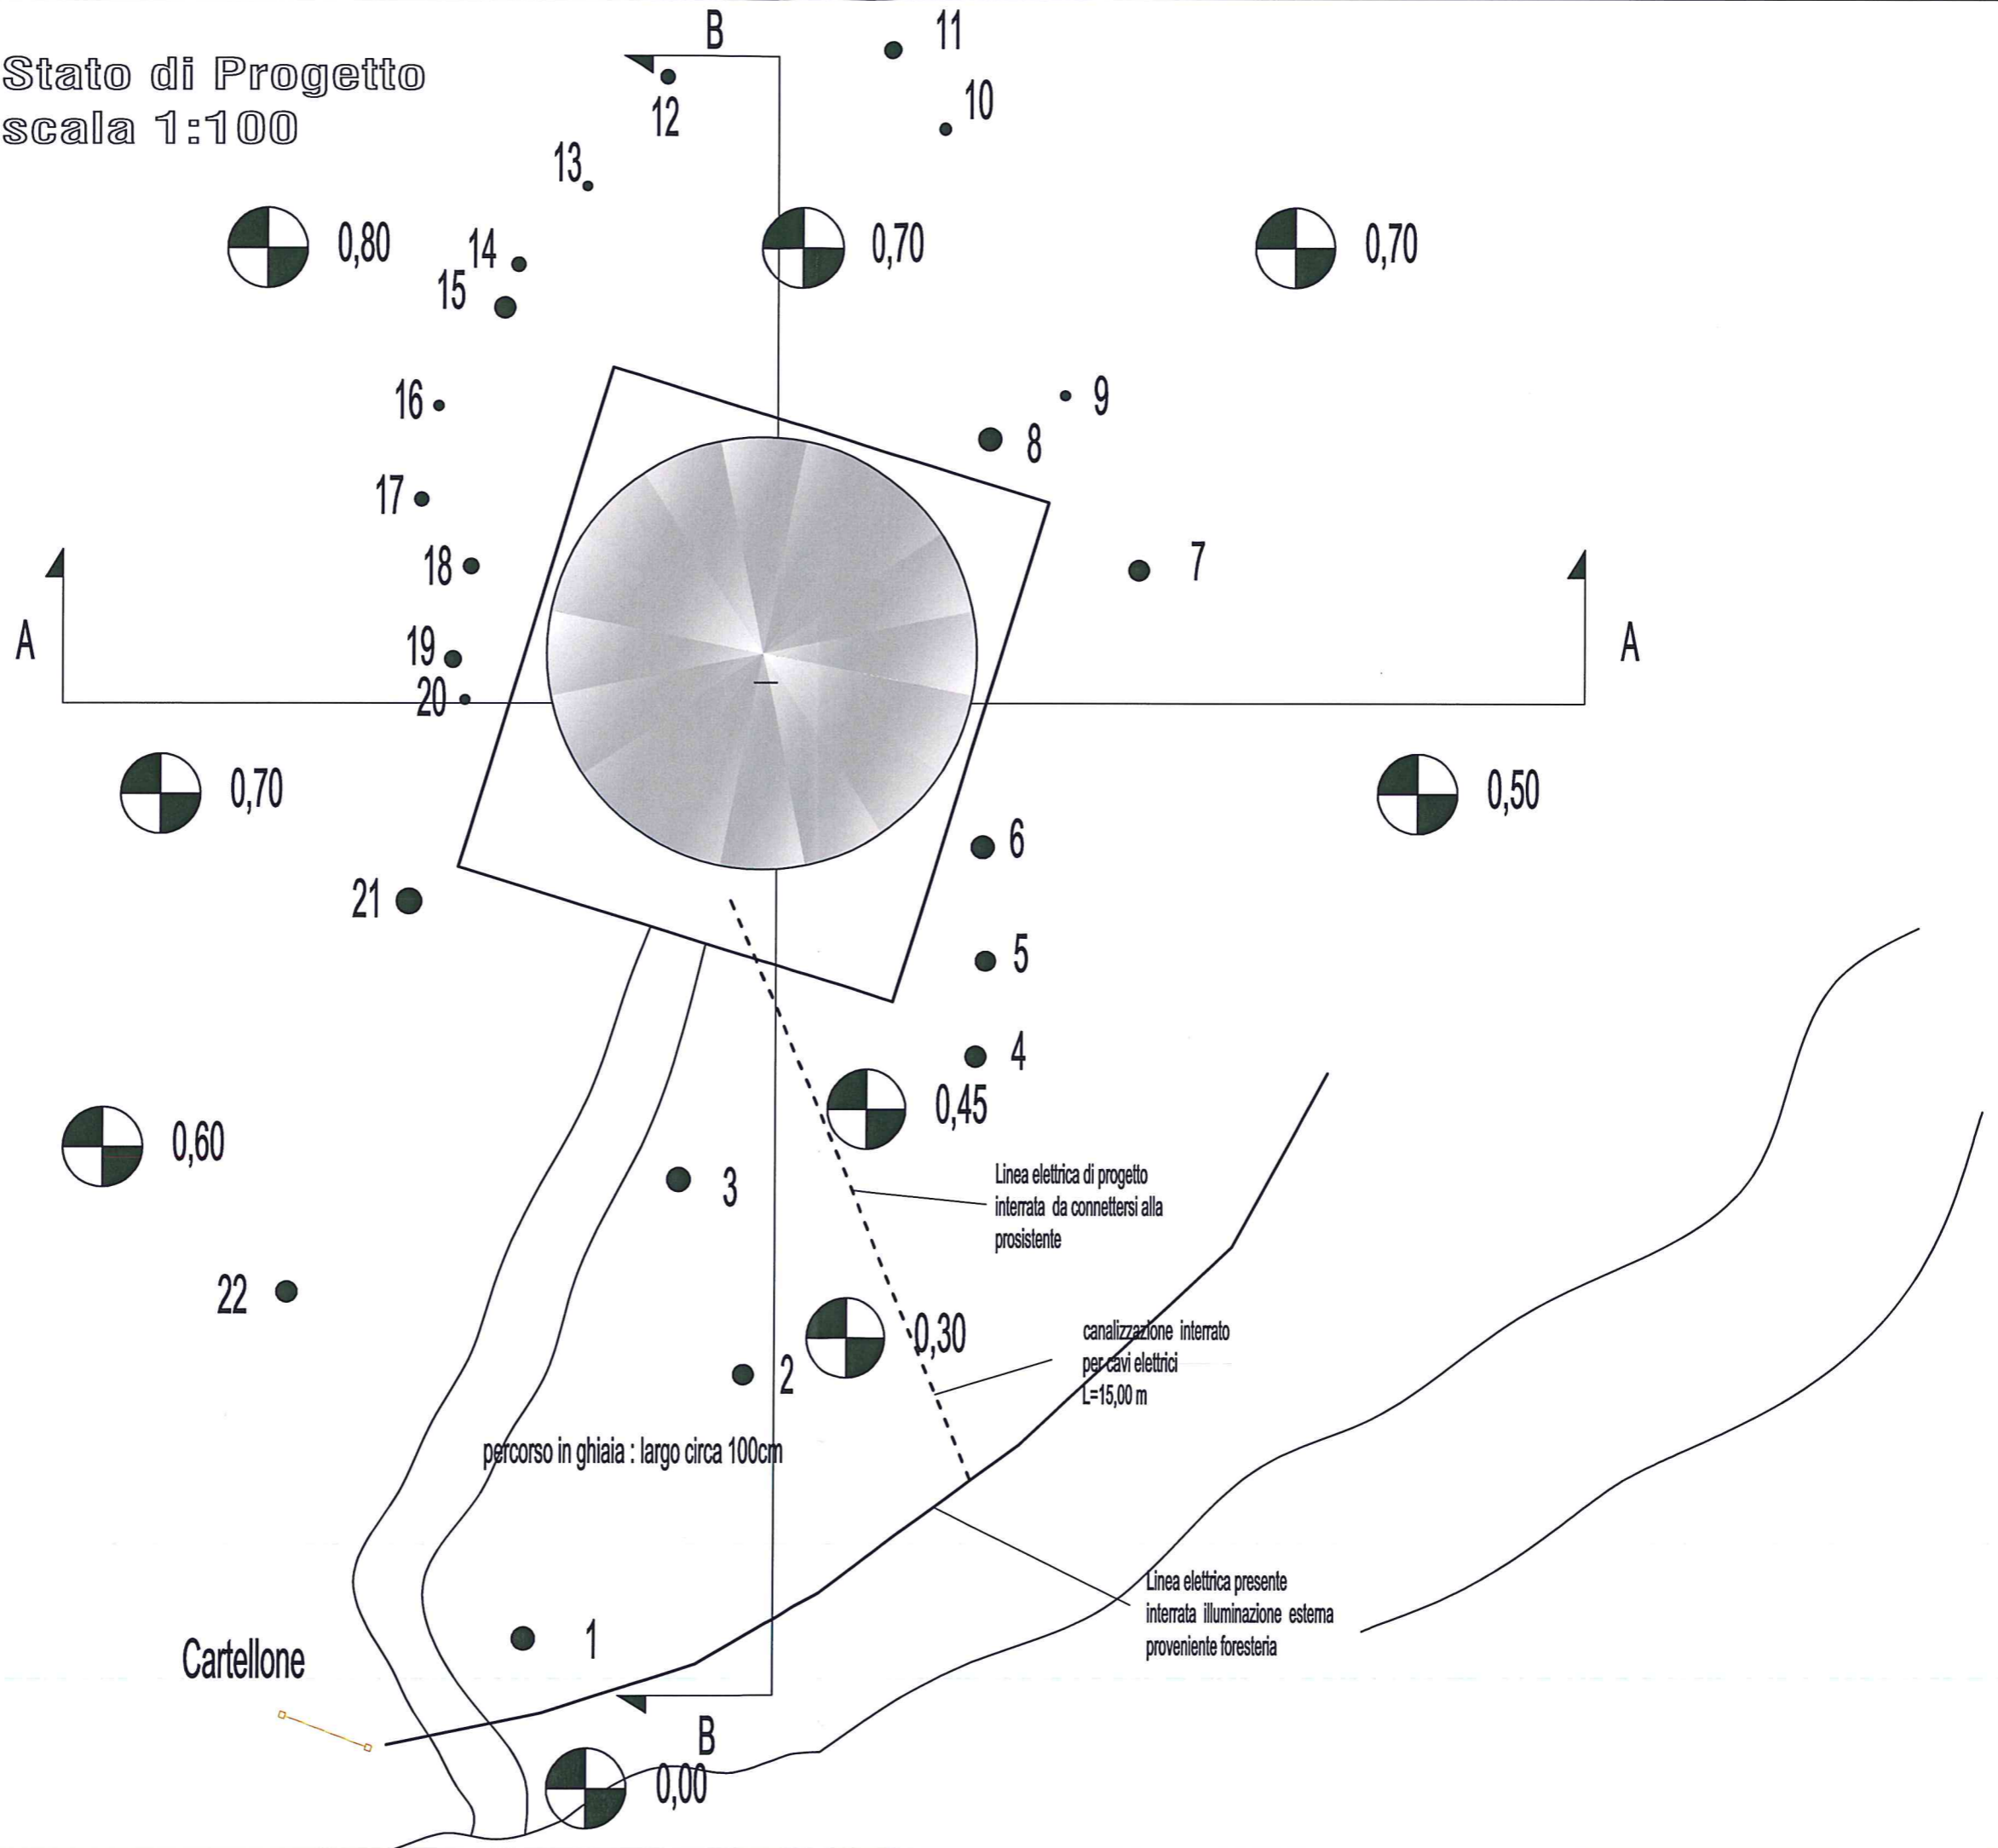 Stato di Progetto
scala 1:100
B
11
12
10
13
0,80
14
0,70
0,70
15
16
9
8
17
18
7
A
19
A
20
0,70
0,50
6
21
5
4
0,45
0,60
Linea elettrica di progetto
interrata da connettersi alla
prosistente
3
22
0,30
canalizzazione interrato
per cavi elettrici
L=15,00 m
2
percorso in ghiaia : largo circa 100cm
Linea elettrica presente
interrata illuminazione esterna
proveniente foresteria
1
Cartellone
B
0,00